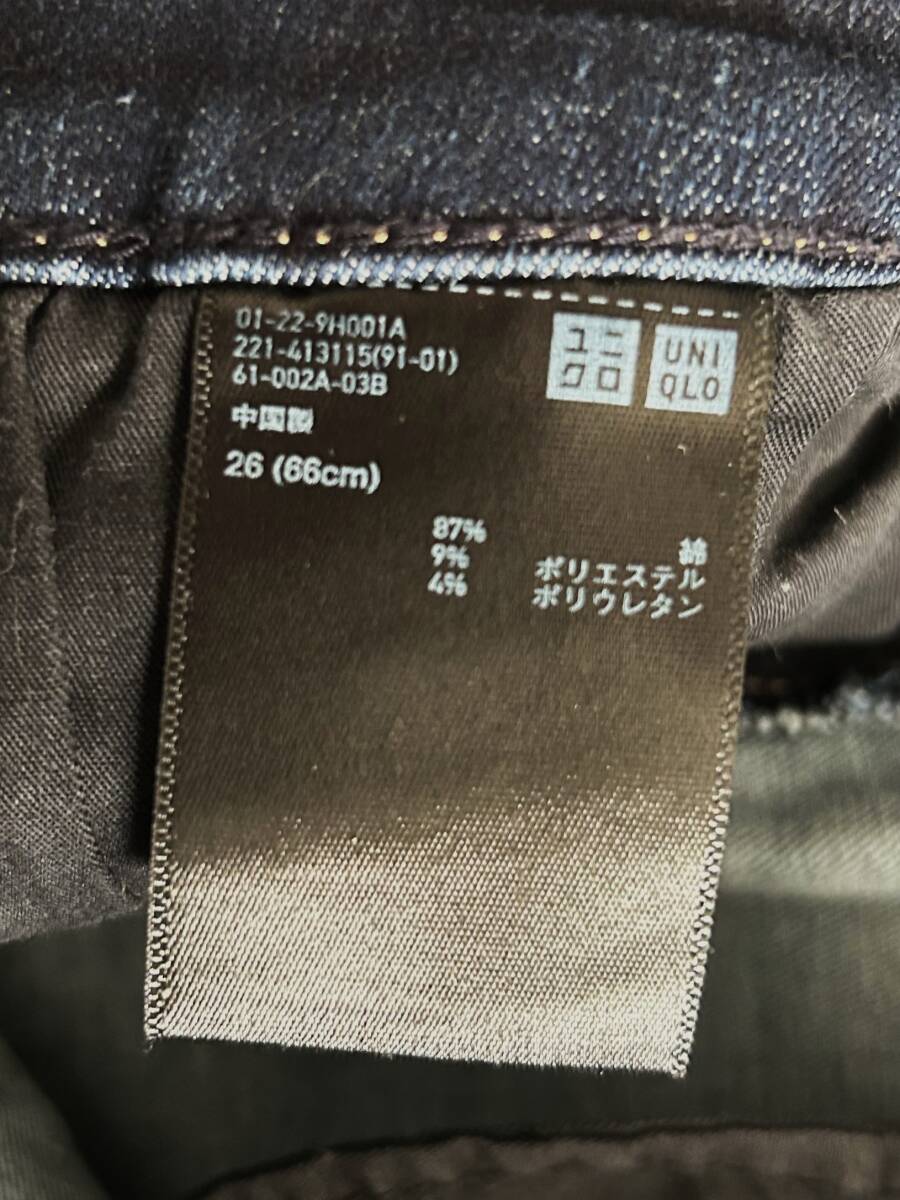 01-22-9H001A
221-413115(91-01)
61-002A-03B
中国製
26 (66cm)
ユニ
クロ
UNI
QLO
87% 綿
9% ポリエステル
4% ポリウレタン